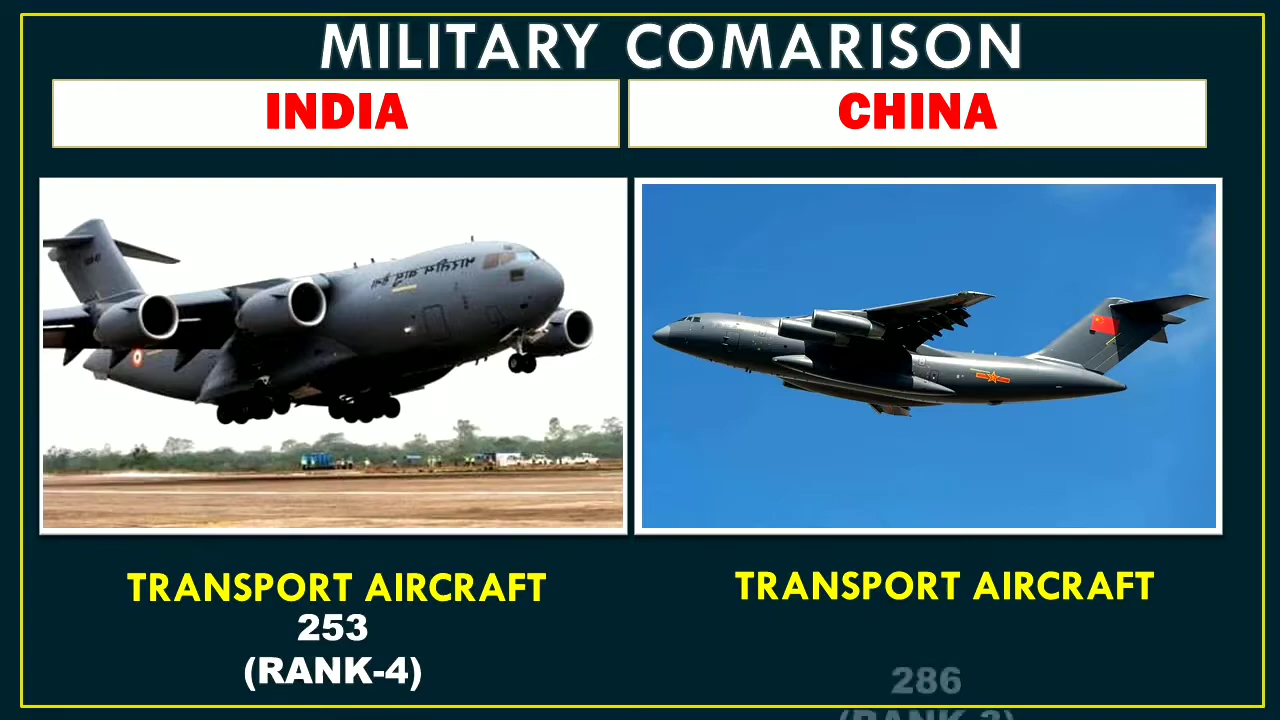 MILITARY COMARISON
INDIA
CHINA
TRANSPORT AIRCRAFT
253
(RANK-4)
TRANSPORT AIRCRAFT
286